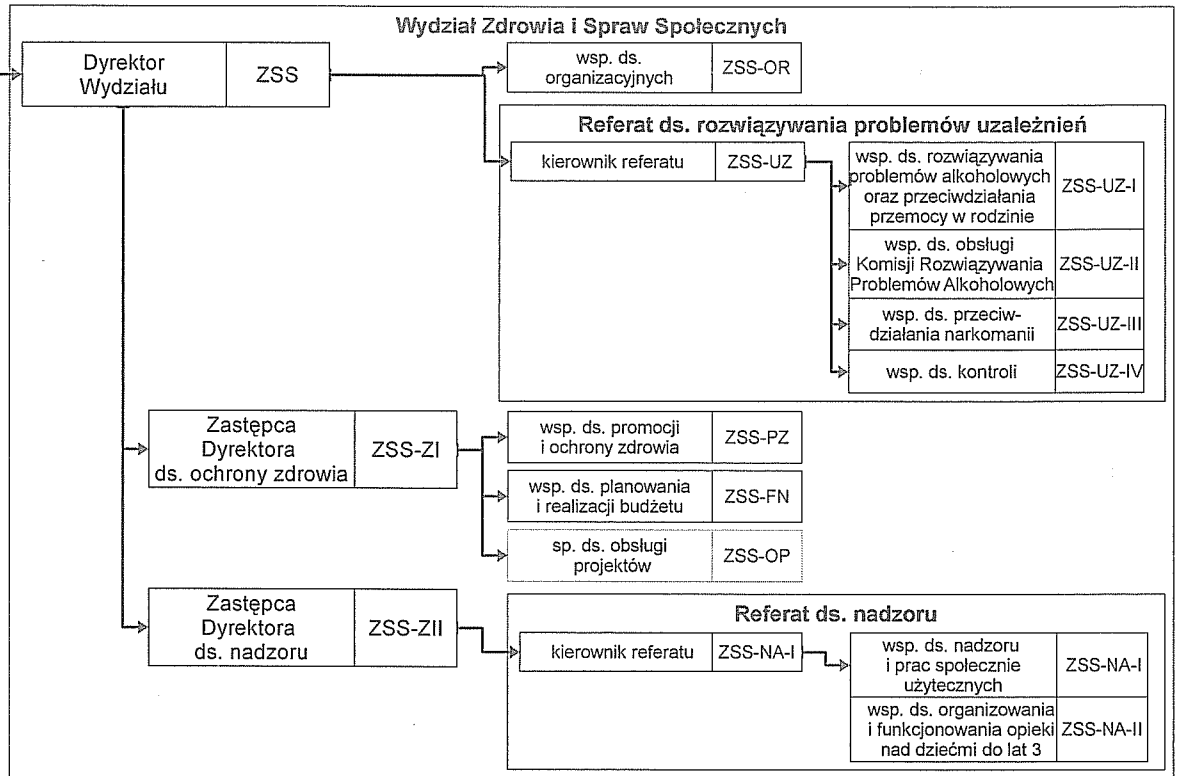 Wydział Zdrowia i Spraw Społecznych
Dyrektor
Wydziału
ZSS
wsp. ds.
organizacyjnych
ZSS-OR
Referat ds. rozwiązywania problemów uzależnień
kierownik referatu
ZSS-UZ
wsp. ds. rozwiązywania
problemów alkoholowych
oraz przeciwdziałania
przemocy w rodzinie
ZSS-UZ-I
wsp. ds. obsługi
Komisji Rozwiązywania
Problemów Alkoholowych
ZSS-UZ-II
wsp. ds. przeciw-
działania narkomanii
ZSS-UZ-III
wsp. ds. kontroli
ZSS-UZ-IV
Zastępca
Dyrektora
ds. ochrony zdrowia
ZSS-ZI
wsp. ds. promocji
i ochrony zdrowia
ZSS-PZ
wsp. ds. planowania
i realizacji budżetu
ZSS-FN
sp. ds. obsługi
projektów
ZSS-OP
Zastępca
Dyrektora
ds. nadzoru
ZSS-ZII
Referat ds. nadzoru
kierownik referatu
ZSS-NA-I
wsp. ds. nadzoru
i prac społecznie
użytecznych
ZSS-NA-I
wsp. ds. organizowania
i funkcjonowania opieki
nad dziećmi do lat 3
ZSS-NA-II